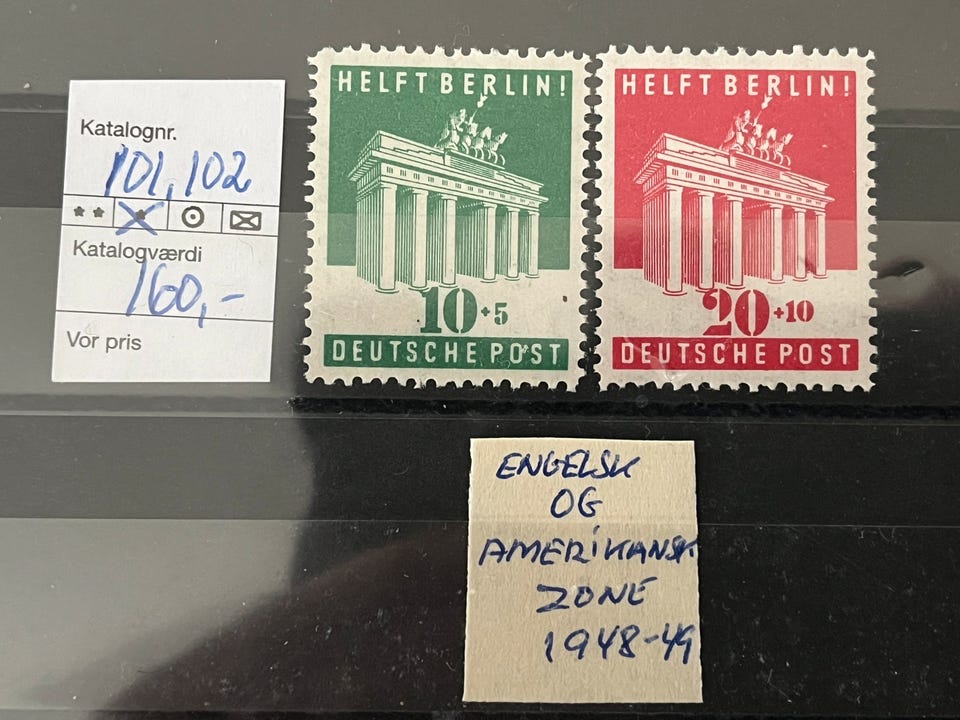 Katalognr.
101, 102
Katalogværdi
160,-
Vor pris
HELFT BERLIN!
10+5
DEUTSCHE POST
HELFT BERLIN!
20+10
DEUTSCHE POST
ENGELSK
OG
AMERIKANSK
ZONE
1948-49